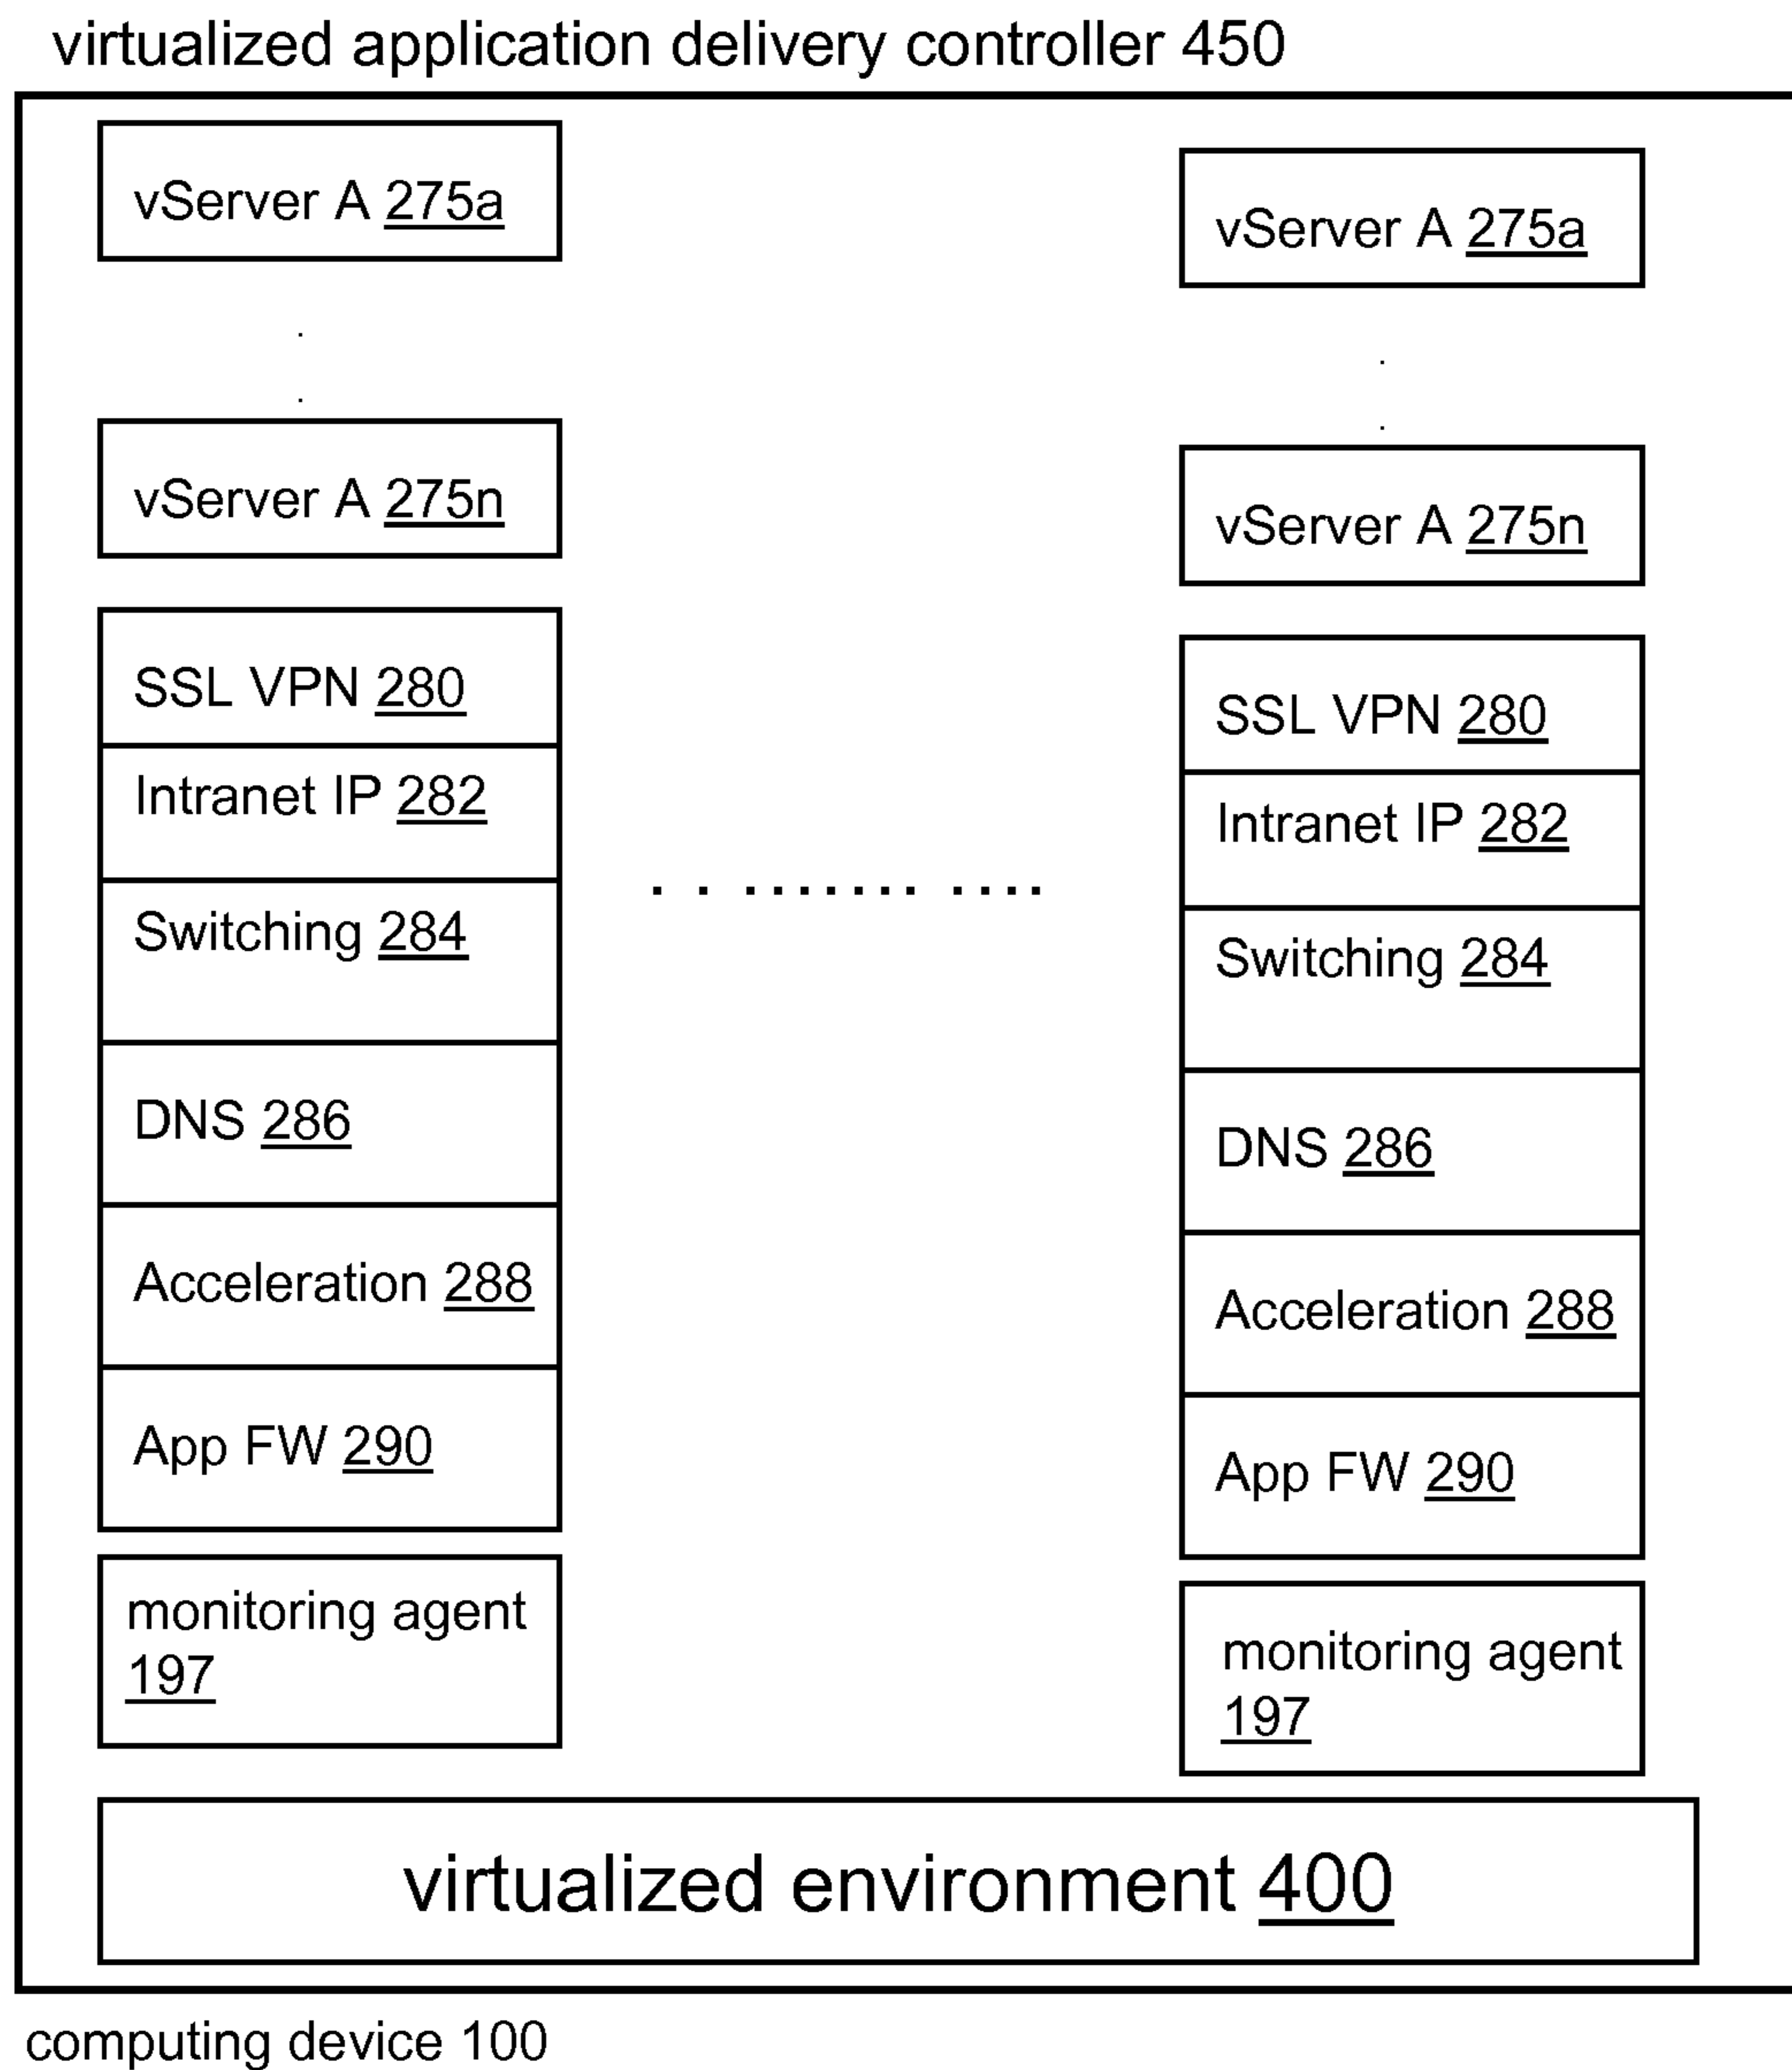 virtualized application delivery controller 450
vServer A 275a
vServer A 275n
SSL VPN 280
Intranet IP 282
Switching 284
DNS 286
Acceleration 288
App FW 290
monitoring agent
197
vServer A 275a
vServer A 275n
SSL VPN 280
Intranet IP 282
Switching 284
DNS 286
Acceleration 288
App FW 290
monitoring agent
197
virtualized environment 400
computing device 100